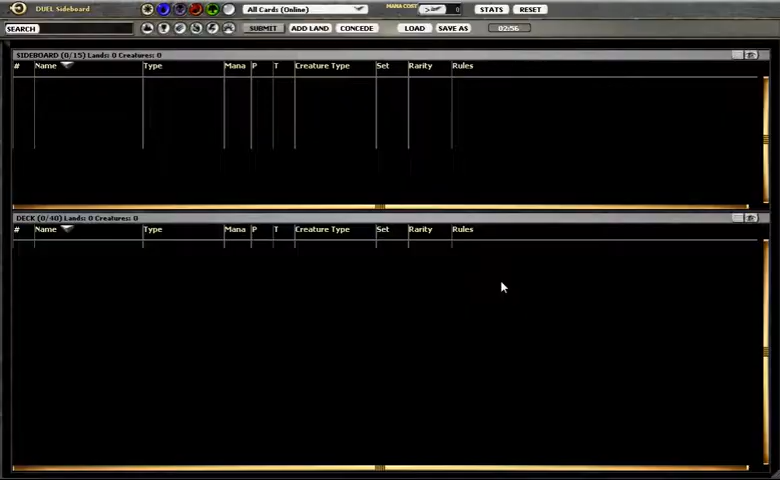 DUEL Sideboard All Cards (Online) MANA COST > 0 STATS RESET
SEARCH SUBMIT ADD LAND CONCEDE LOAD SAVE AS 02:56
SIDEBOARD (0/15) Lands: 0 Creatures: 0
# Name Type Mana P T Creature Type Set Rarity Rules
DECK (0/40) Lands: 0 Creatures: 0
# Name Type Mana P T Creature Type Set Rarity Rules